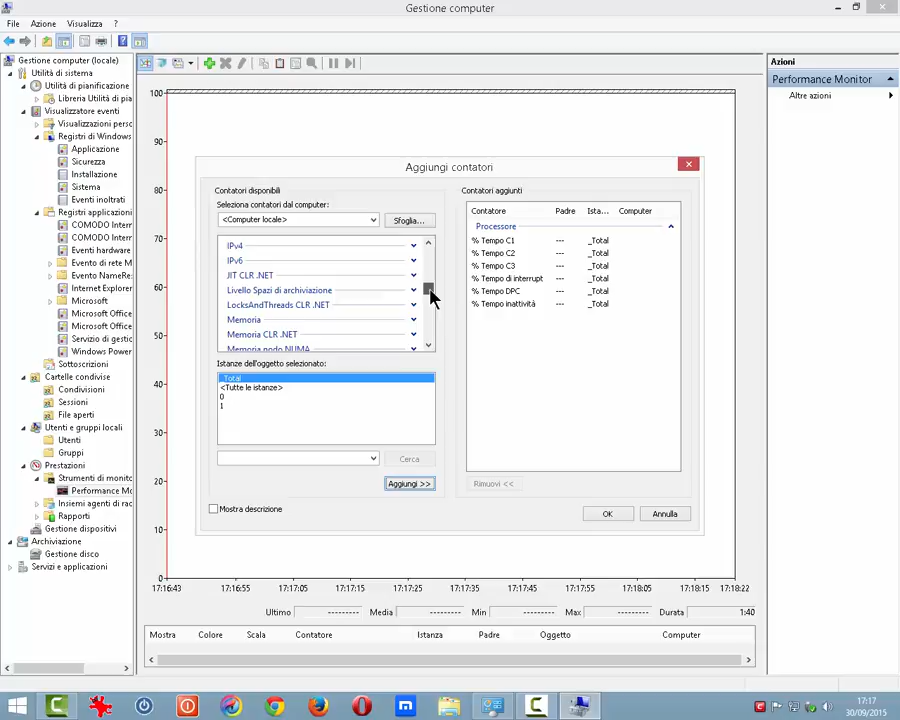 Gestione computer
File Azione Visualizza ?
Gestione computer (locale)
Utilità di sistema
Utilità di pianificazione
Libreria Utilità di pia
Visualizzatore eventi
Visualizzazioni perso
Registri di Windows
Applicazione
Sicurezza
Installazione
Sistema
Eventi inoltrati
Registri applicazioni
COMODO Inter
COMODO Inter
Eventi hardware
Evento di rete M
Evento NameRe
Internet Explorer
Microsoft
Microsoft Office
Microsoft Office
Servizio di gestio
Windows Power
Sottoscrizioni
Cartelle condivise
Condivisioni
Sessioni
File aperti
Utenti e gruppi locali
Utenti
Gruppi
Prestazioni
Strumenti di monito
Performance Mo
Insiemi agenti di rac
Rapporti
Gestione dispositivi
Archiviazione
Gestione disco
Servizi e applicazioni
100
90
80
70
60
50
40
30
20
10
0
17:16:43 17:16:55 17:17:05 17:17:15 17:17:25 17:17:35 17:17:45 17:17:55 17:18:05 17:18:15 17:18:22
Ultimo --------- Media --------- Min --------- Max --------- Durata 1:40
Mostra Colore Scala Contatore Istanza Padre Oggetto Computer
Aggiungi contatori
Contatori disponibili
Seleziona contatori dal computer:
<Computer locale>
Sfoglia...
IPv4
IPv6
JIT CLR .NET
Livello Spazi di archiviazione
LocksAndThreads CLR .NET
Memoria
Memoria CLR .NET
Memoria nodo NUMA
Istanze dell'oggetto selezionato:
_Total
<Tutte le istanze>
0
1
Cerca
Aggiungi >>
Mostra descrizione
Contatori aggiunti
Contatore Padre Ista... Computer
Processore
% Tempo C1 --- _Total
% Tempo C2 --- _Total
% Tempo C3 --- _Total
% Tempo di interrupt --- _Total
% Tempo DPC --- _Total
% Tempo inattività --- _Total
Rimuovi <<
OK
Annulla
Azioni
Performance Monitor
Altre azioni
17:17
30/09/2015